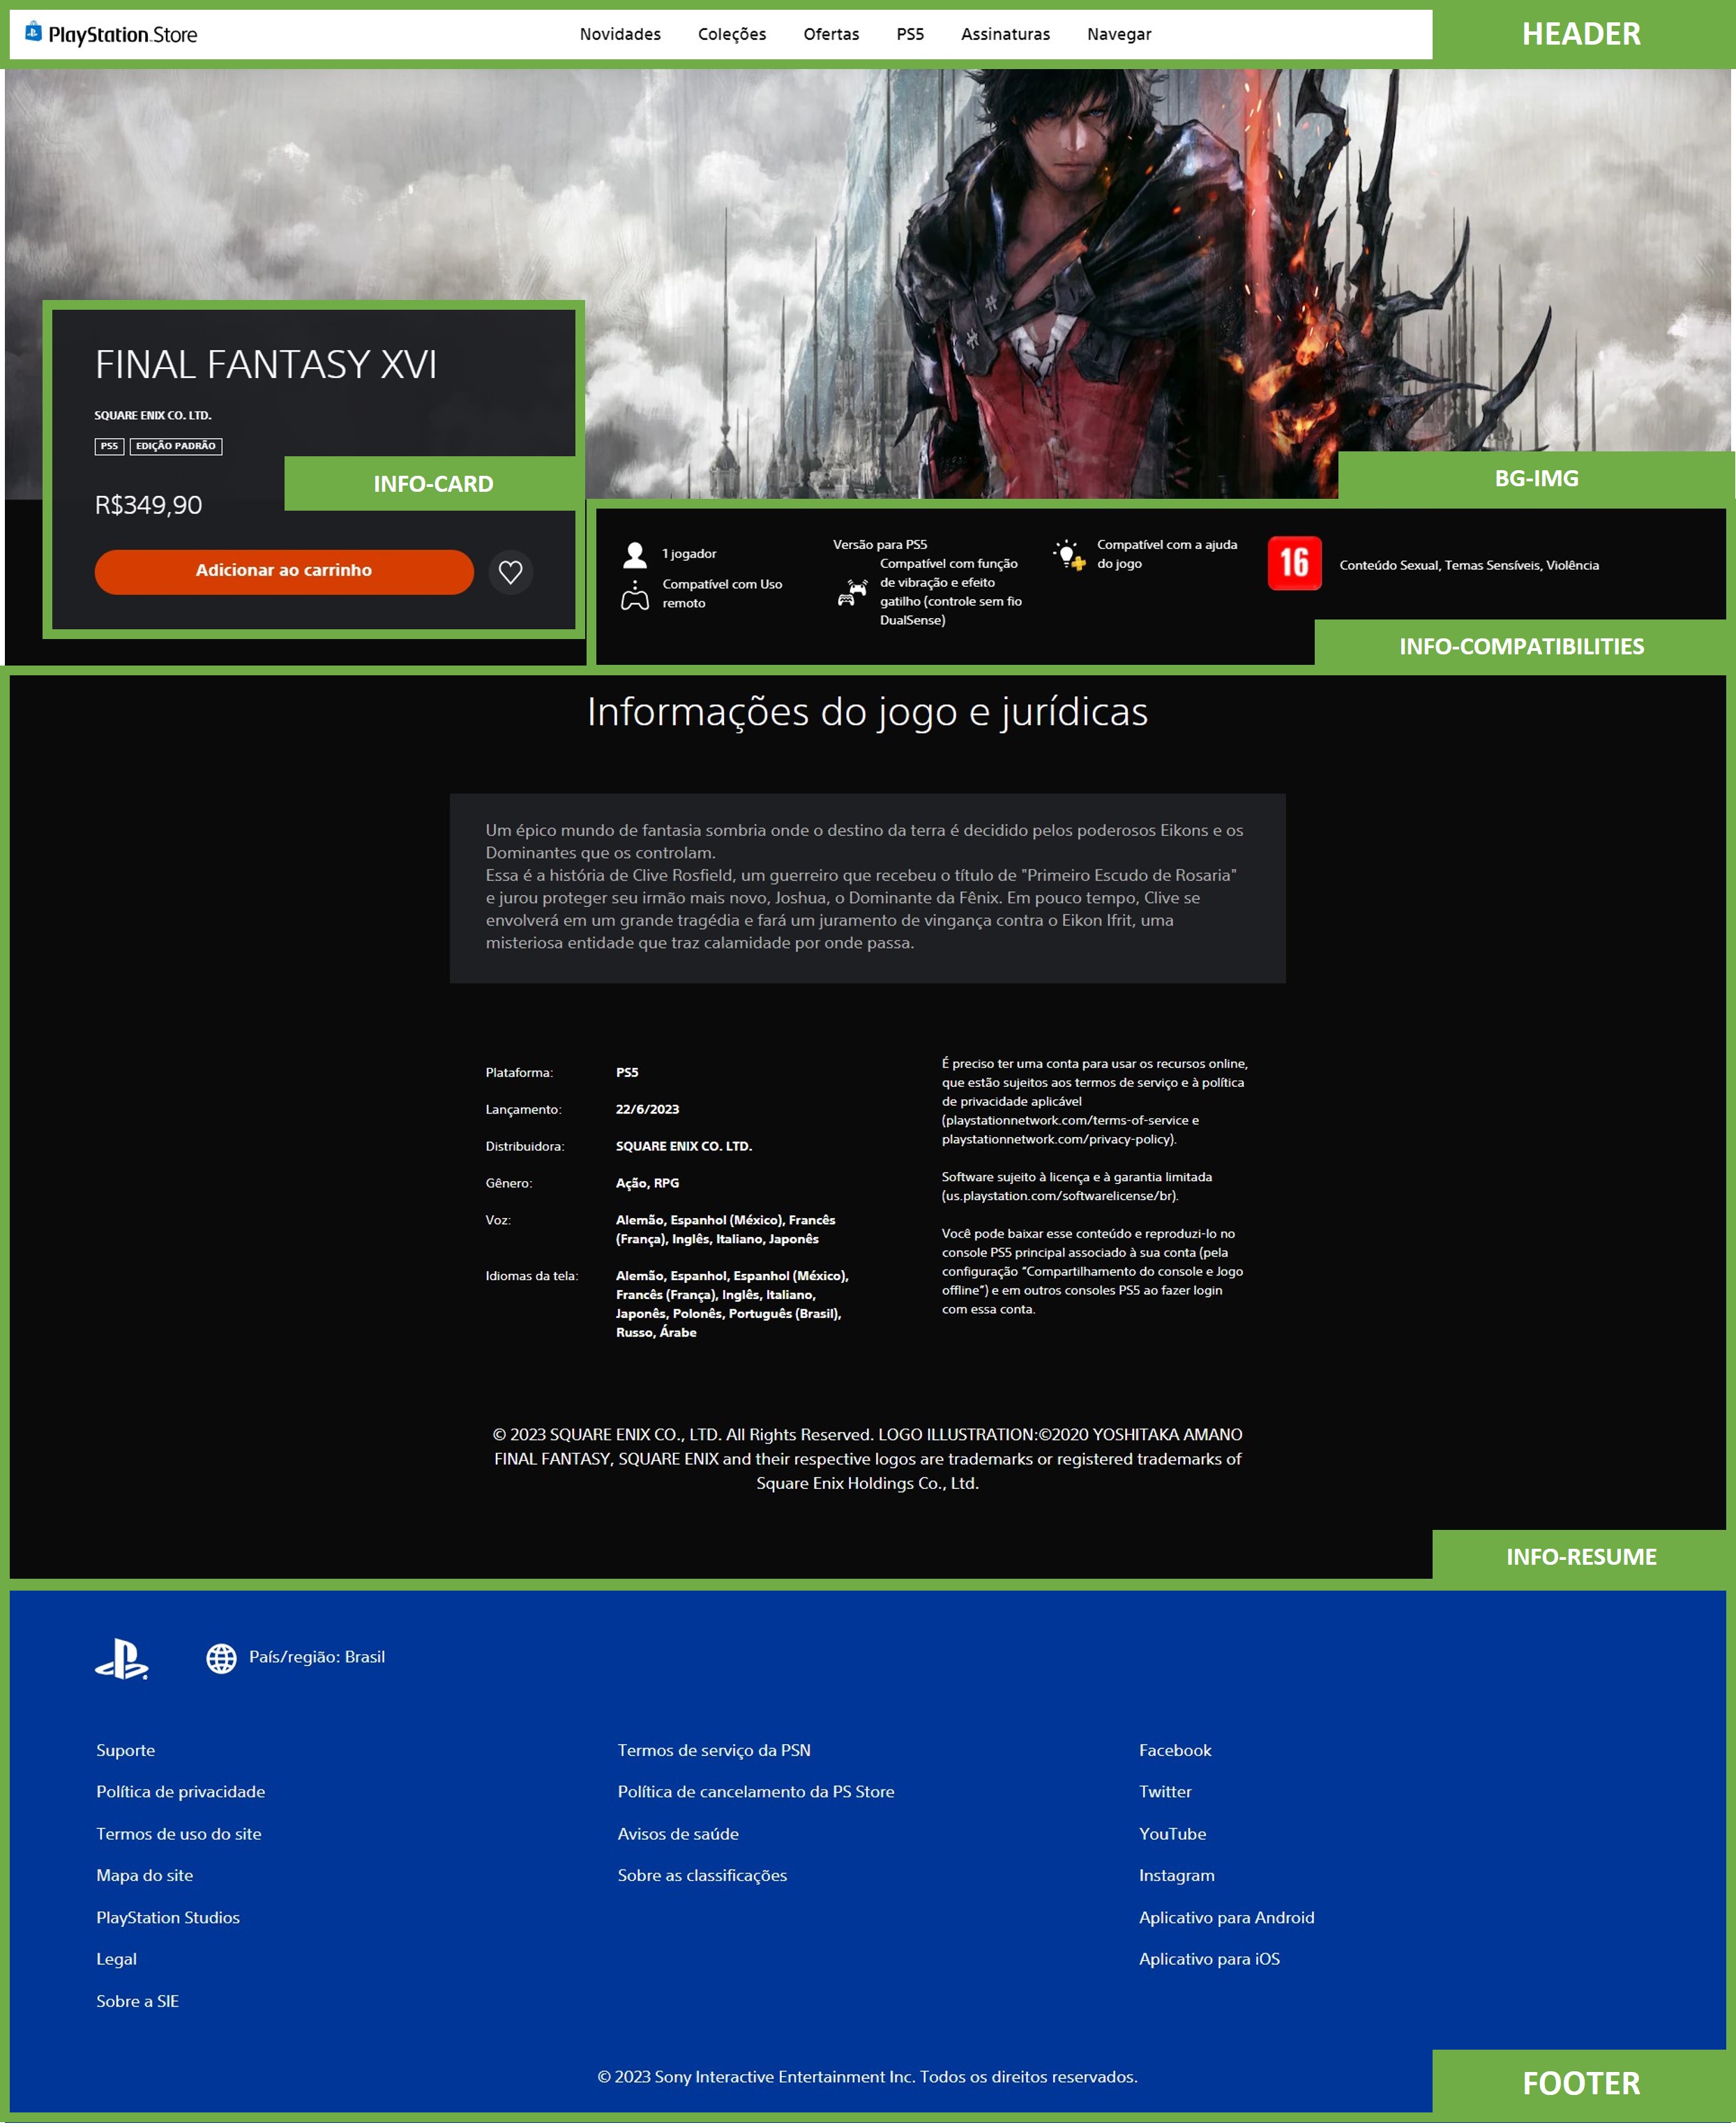 PlayStation Store
Novidades Coleções Ofertas PS5 Assinaturas Navegar
HEADER
FINAL FANTASY XVI
SQUARE ENIX CO. LTD.
PS5 EDIÇÃO PADRÃO
INFO-CARD
R$349,90
Adicionar ao carrinho
BG-IMG
1 jogador
Compatível com Uso
remoto
Versão para PS5
Compatível com função
de vibração e efeito
gatilho (controle sem fio
DualSense)
Compatível com a ajuda
do jogo
16
Conteúdo Sexual, Temas Sensíveis, Violência
INFO-COMPATIBILITIES
Informações do jogo e jurídicas
Um épico mundo de fantasia sombria onde o destino da terra é decidido pelos poderosos Eikons e os
Dominantes que os controlam.
Essa é a história de Clive Rosfield, um guerreiro que recebeu o título de "Primeiro Escudo de Rosaria"
e jurou proteger seu irmão mais novo, Joshua, o Dominante da Fênix. Em pouco tempo, Clive se
envolverá em um grande tragédia e fará um juramento de vingança contra o Eikon Ifrit, uma
misteriosa entidade que traz calamidade por onde passa.
Plataforma: PS5
Lançamento: 22/6/2023
Distribuidora: SQUARE ENIX CO. LTD.
Gênero: Ação, RPG
Voz: Alemão, Espanhol (México), Francês
(França), Inglês, Italiano, Japonês
Idiomas da tela: Alemão, Espanhol, Espanhol (México),
Francês (França), Inglês, Italiano,
Japonês, Polonês, Português (Brasil),
Russo, Árabe
É preciso ter uma conta para usar os recursos online,
que estão sujeitos aos termos de serviço e à política
de privacidade aplicável
(playstationnetwork.com/terms-of-service e
playstationnetwork.com/privacy-policy).
Software sujeito à licença e à garantia limitada
(us.playstation.com/softwarelicense/br).
Você pode baixar esse conteúdo e reproduzi-lo no
console PS5 principal associado à sua conta (pela
configuração “Compartilhamento do console e Jogo
offline”) e em outros consoles PS5 ao fazer login
com essa conta.
© 2023 SQUARE ENIX CO., LTD. All Rights Reserved. LOGO ILLUSTRATION:©2020 YOSHITAKA AMANO
FINAL FANTASY, SQUARE ENIX and their respective logos are trademarks or registered trademarks of
Square Enix Holdings Co., Ltd.
INFO-RESUME
País/região: Brasil
Suporte
Política de privacidade
Termos de uso do site
Mapa do site
PlayStation Studios
Legal
Sobre a SIE
Termos de serviço da PSN
Política de cancelamento da PS Store
Avisos de saúde
Sobre as classificações
Facebook
Twitter
YouTube
Instagram
Aplicativo para Android
Aplicativo para iOS
© 2023 Sony Interactive Entertainment Inc. Todos os direitos reservados.
FOOTER